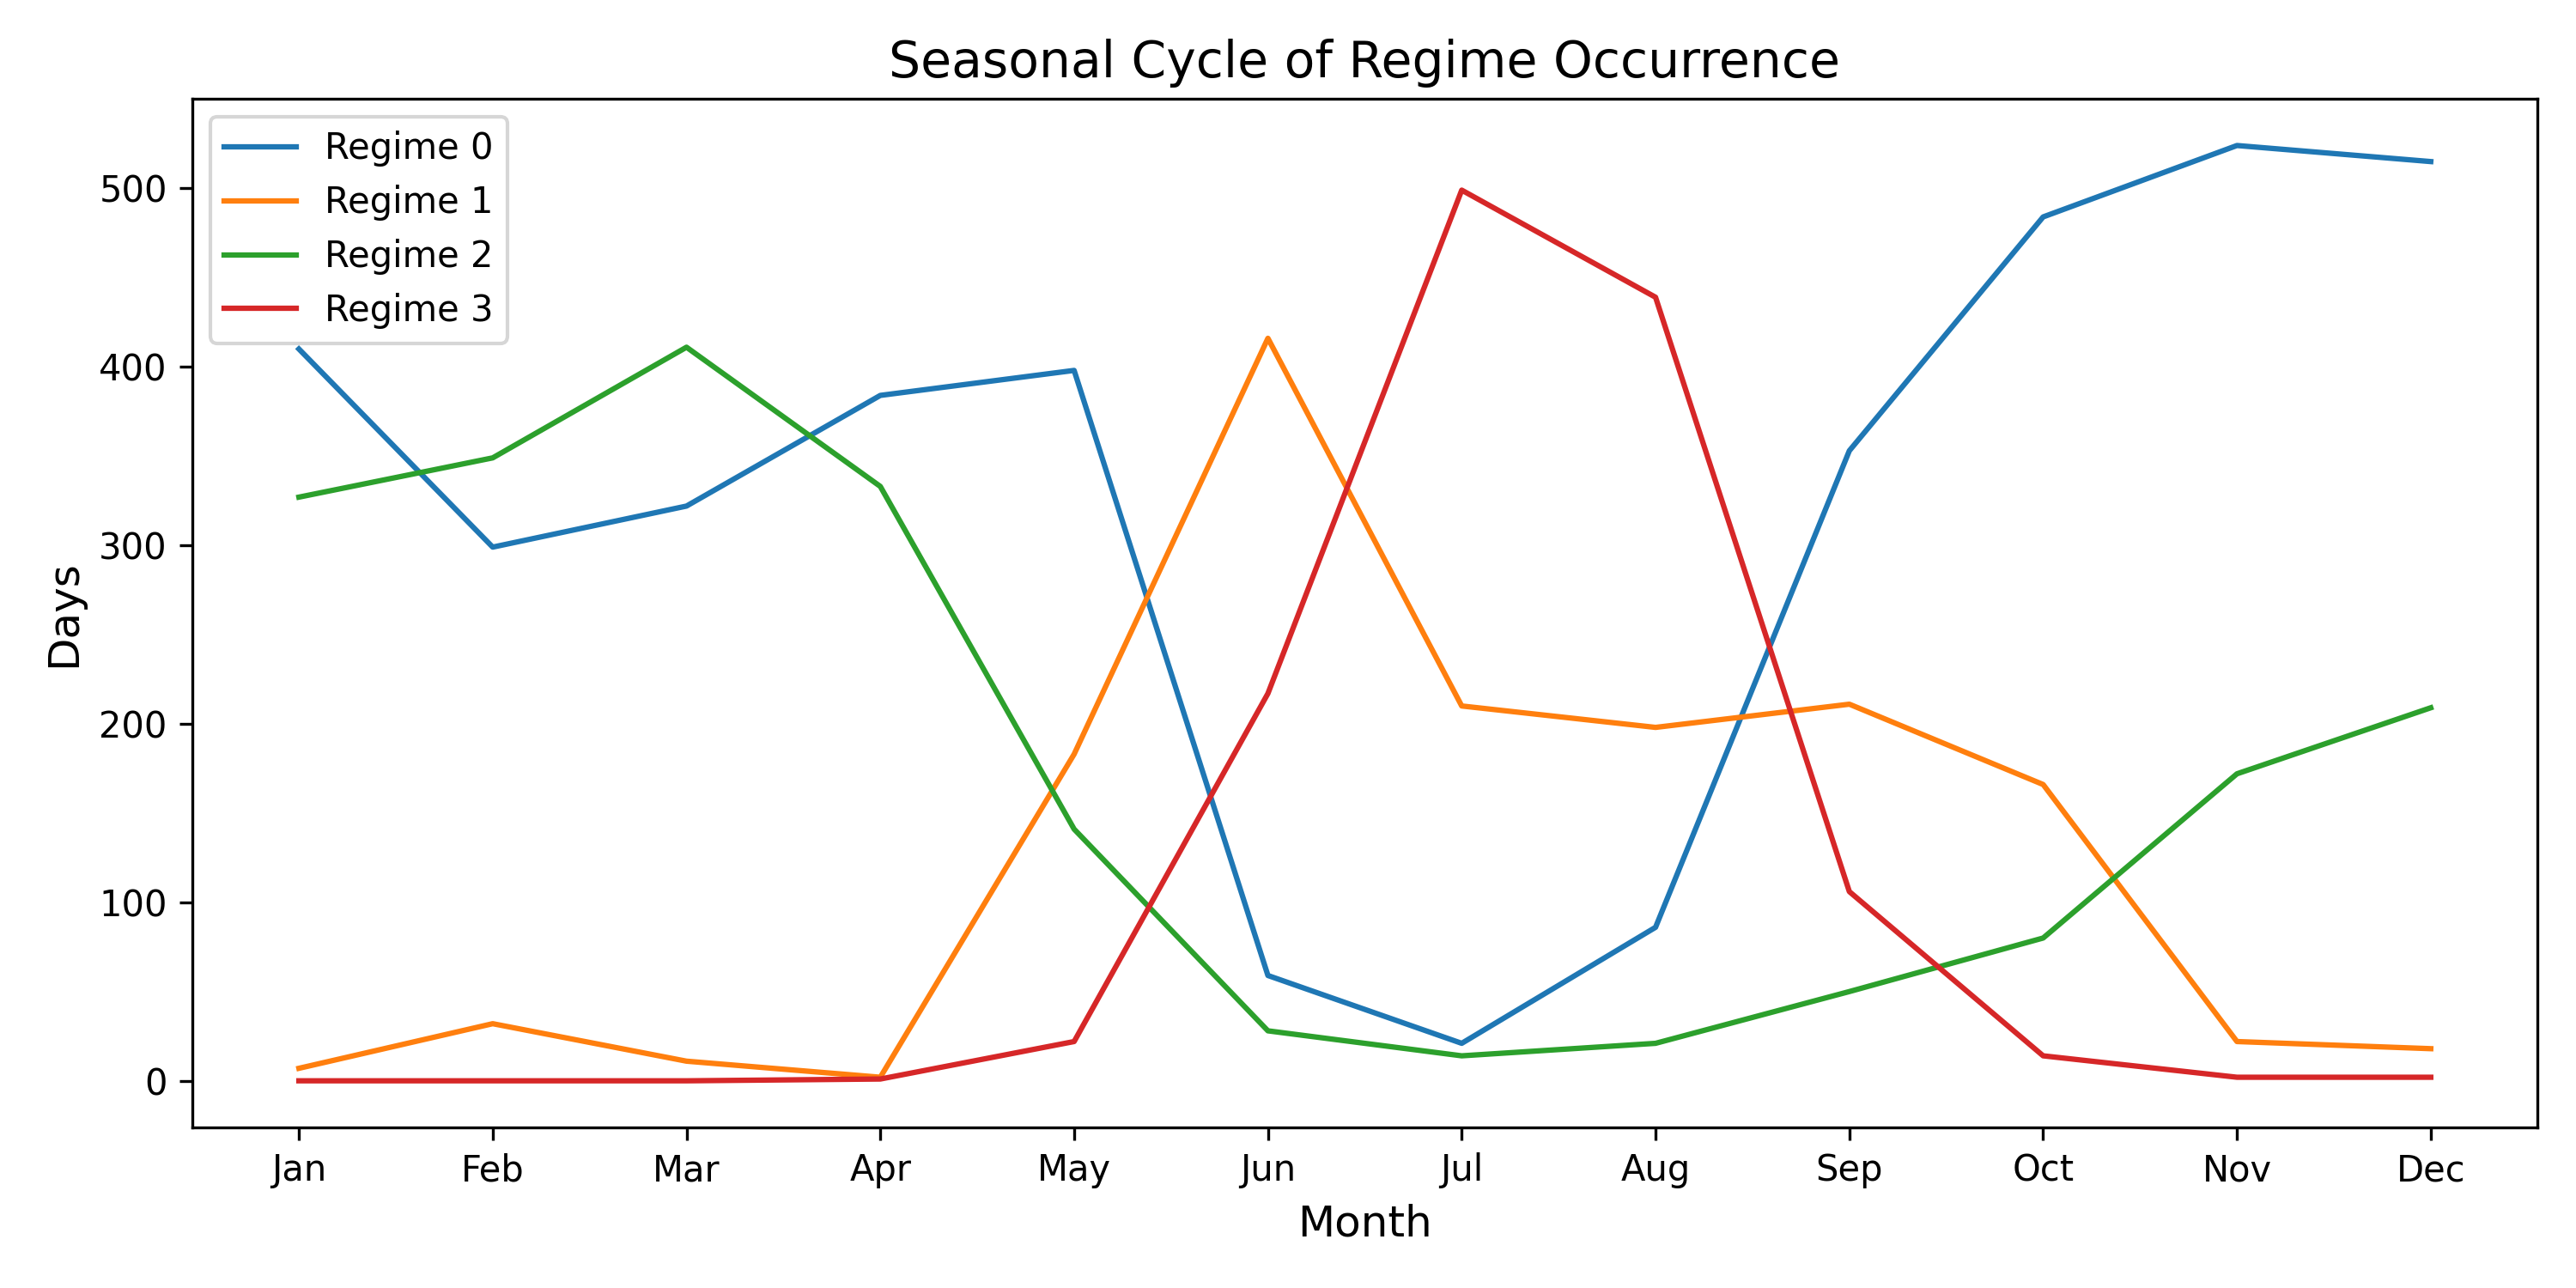 Seasonal Cycle of Regime Occurrence
Regime 0
Regime 1
Regime 2
Regime 3
500
400
300
200
100
0
Days
Jan Feb Mar Apr May Jun Jul Aug Sep Oct Nov Dec
Month